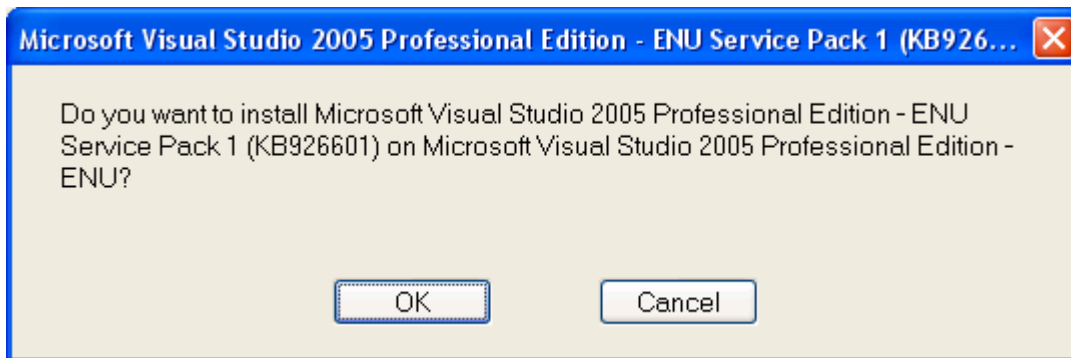 Microsoft Visual Studio 2005 Professional Edition - ENU Service Pack 1 (KB926...
Do you want to install Microsoft Visual Studio 2005 Professional Edition - ENU
Service Pack 1 (KB926601) on Microsoft Visual Studio 2005 Professional Edition -
ENU?
OK Cancel